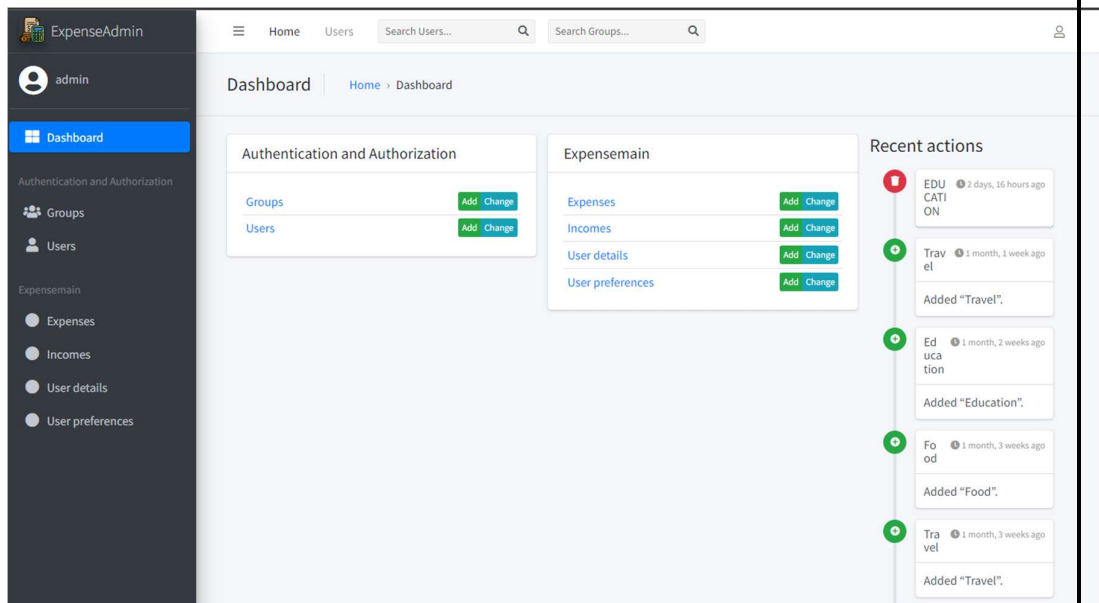 ExpenseAdmin
admin
Dashboard
Authentication and Authorization
Groups
Users
Expensemain
Expenses
Incomes
User details
User preferences
Home Users Search Users... Search Groups...
Dashboard Home › Dashboard
Authentication and Authorization
Groups Add Change
Users Add Change
Expensemain
Expenses Add Change
Incomes Add Change
User details Add Change
User preferences Add Change
Recent actions
EDU 2 days, 16 hours ago
CATI
ON
Trav 1 month, 1 week ago
el
Added “Travel”.
Ed 1 month, 2 weeks ago
uca
tion
Added “Education”.
Fo 1 month, 3 weeks ago
od
Added “Food”.
Tra 1 month, 3 weeks ago
vel
Added “Travel”.